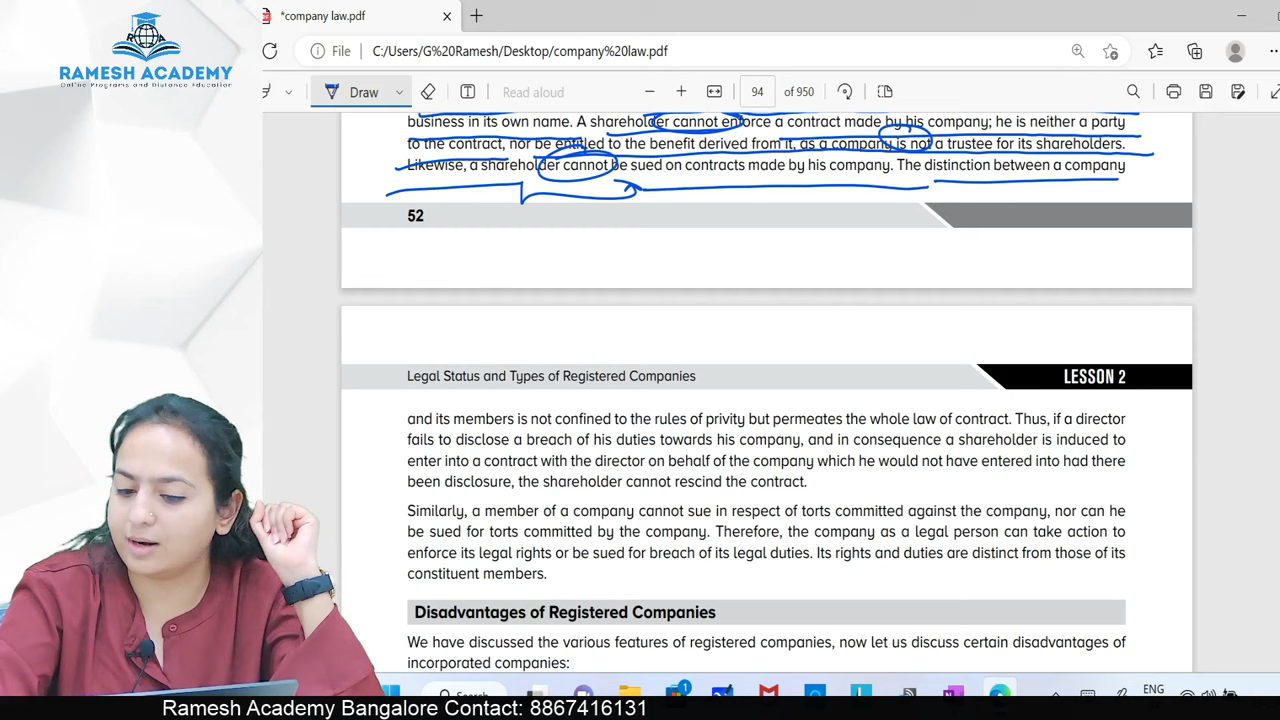 *company law.pdf
RAMESH ACADEMY
Online Programs and Distance Education
File C:/Users/G%20Ramesh/Desktop/company%20law.pdf
Draw Read aloud 94 of 950
business in its own name. A shareholder cannot enforce a contract made by his company; he is neither a party
to the contract, nor be entitled to the benefit derived from it, as a company is not a trustee for its shareholders.
Likewise, a shareholder cannot be sued on contracts made by his company. The distinction between a company
52
Legal Status and Types of Registered Companies LESSON 2
and its members is not confined to the rules of privity but permeates the whole law of contract. Thus, if a director
fails to disclose a breach of his duties towards his company, and in consequence a shareholder is induced to
enter into a contract with the director on behalf of the company which he would not have entered into had there
been disclosure, the shareholder cannot rescind the contract.
Similarly, a member of a company cannot sue in respect of torts committed against the company, nor can he
be sued for torts committed by the company. Therefore, the company as a legal person can take action to
enforce its legal rights or be sued for breach of its legal duties. Its rights and duties are distinct from those of its
constituent members.
Disadvantages of Registered Companies
We have discussed the various features of registered companies, now let us discuss certain disadvantages of
incorporated companies:
Search
ENG
Ramesh Academy Bangalore Contact: 8867416131